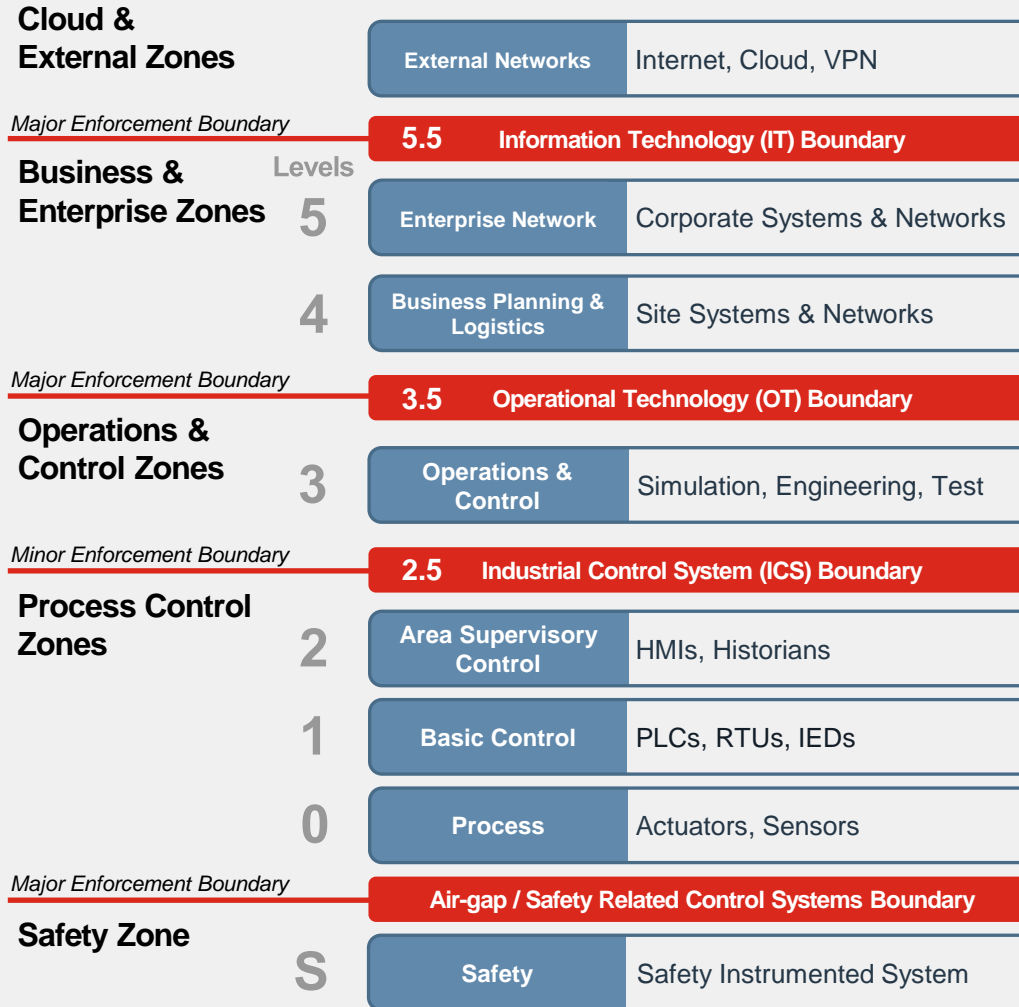 Cloud &
External Zones
External Networks
Internet, Cloud, VPN
Major Enforcement Boundary
5.5 Information Technology (IT) Boundary
Business &
Enterprise Zones
Levels
5
Enterprise Network
Corporate Systems & Networks
4
Business Planning &
Logistics
Site Systems & Networks
Major Enforcement Boundary
3.5 Operational Technology (OT) Boundary
Operations &
Control Zones
3
Operations &
Control
Simulation, Engineering, Test
Minor Enforcement Boundary
2.5 Industrial Control System (ICS) Boundary
Process Control
Zones
2
Area Supervisory
Control
HMIs, Historians
1
Basic Control
PLCs, RTUs, IEDs
0
Process
Actuators, Sensors
Major Enforcement Boundary
Air-gap / Safety Related Control Systems Boundary
Safety Zone
S
Safety
Safety Instrumented System